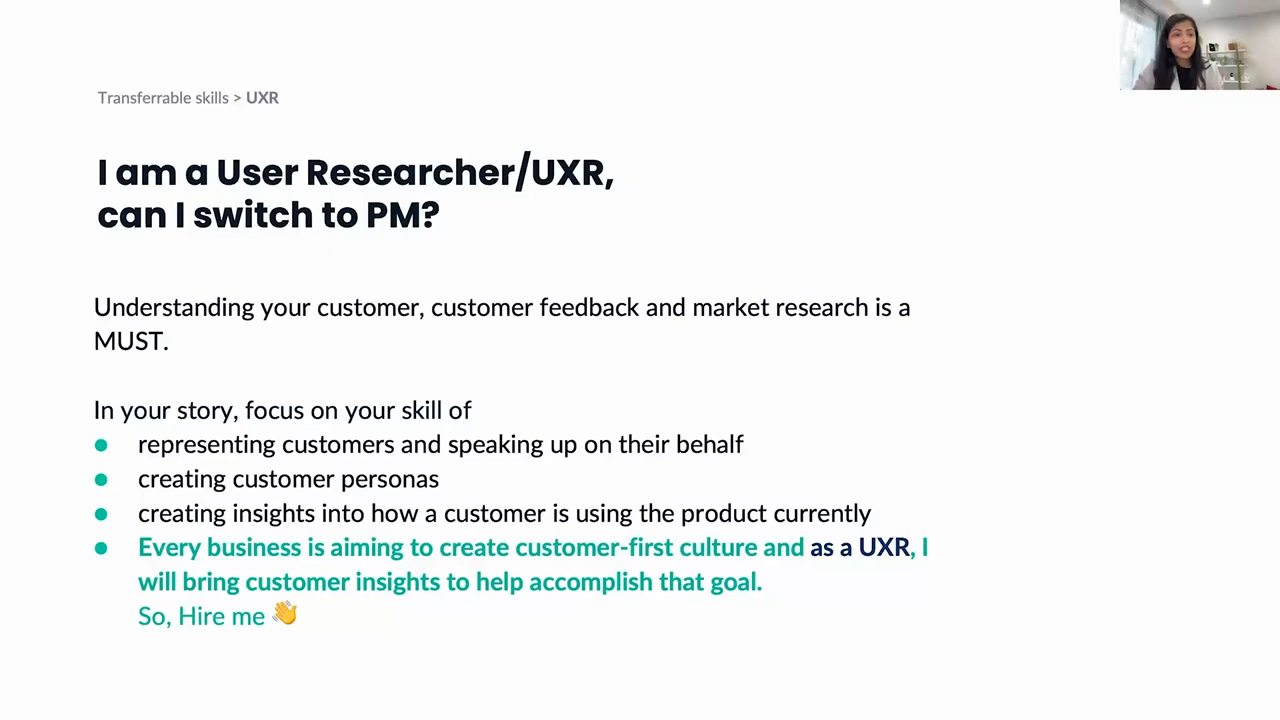 Transferrable skills > UXR
I am a User Researcher/UXR,
can I switch to PM?
Understanding your customer, customer feedback and market research is a
MUST.
In your story, focus on your skill of
● representing customers and speaking up on their behalf
● creating customer personas
● creating insights into how a customer is using the product currently
● Every business is aiming to create customer-first culture and as a UXR, I
will bring customer insights to help accomplish that goal.
So, Hire me 👋